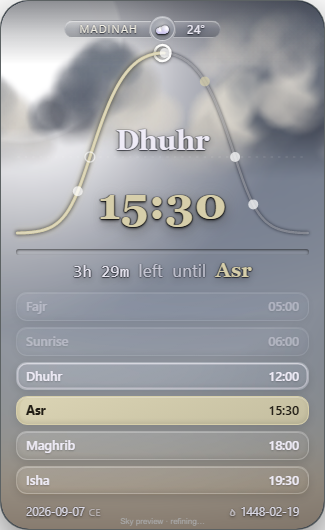 MADINAH 24°
Dhuhr
15:30
3h 29m left until Asr
Fajr 05:00
Sunrise 06:00
Dhuhr 12:00
Asr 15:30
Maghrib 18:00
Isha 19:30
2026-09-07 CE 1448-02-19
Sky preview · refining...